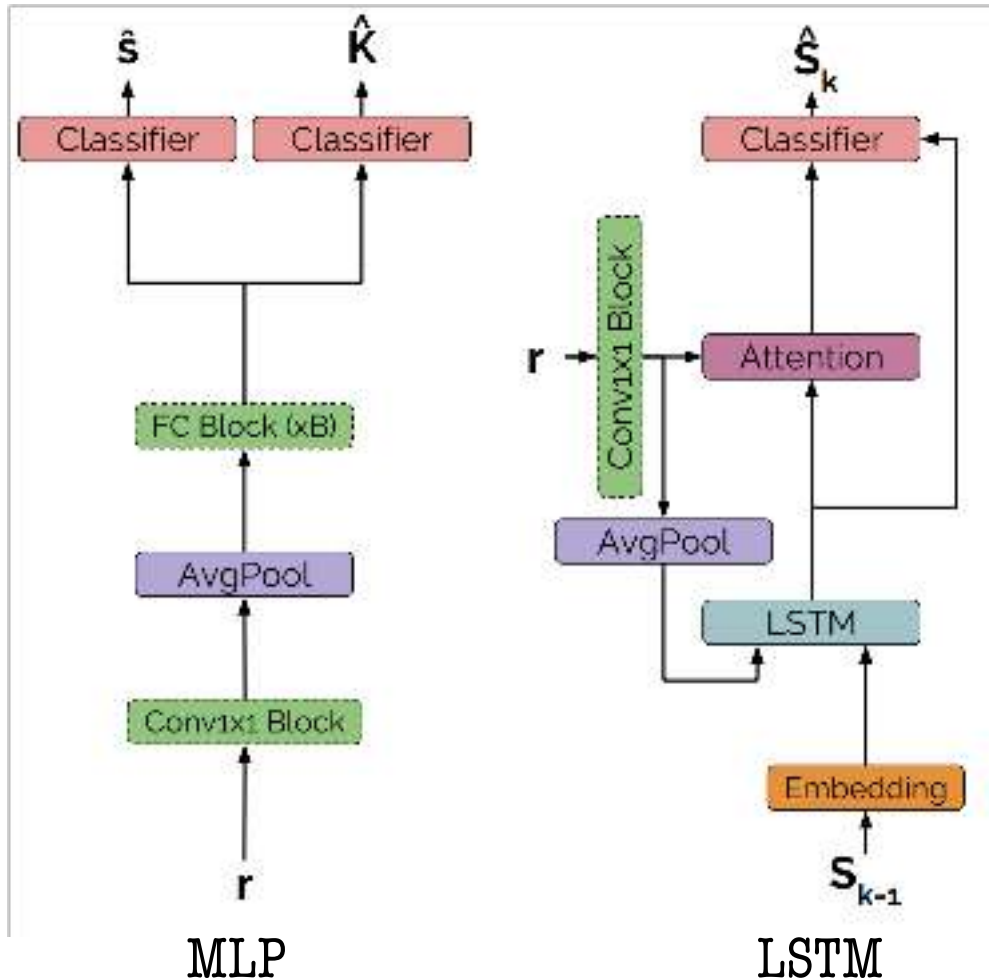 ŝ K̂
Classifier Classifier
FC Block (xB)
AvgPool
Conv1x1 Block
r
MLP
Ŝk
Classifier
Conv1x1 Block
r
Attention
AvgPool
LSTM
Embedding
Sk-1
LSTM